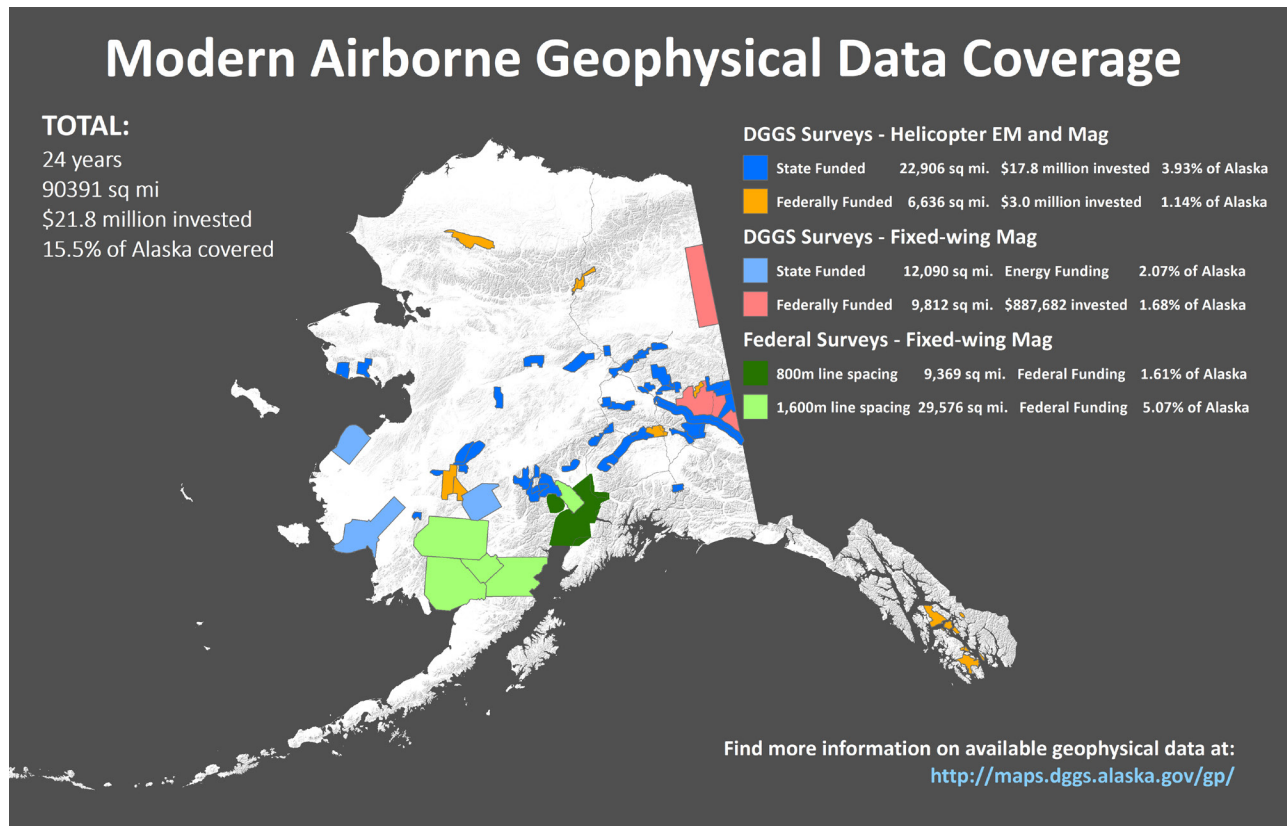 Modern Airborne Geophysical Data Coverage
TOTAL:
24 years
90391 sq mi
$21.8 million invested
15.5% of Alaska covered
DGGS Surveys - Helicopter EM and Mag
State Funded 22,906 sq mi. $17.8 million invested 3.93% of Alaska
Federally Funded 6,636 sq mi. $3.0 million invested 1.14% of Alaska
DGGS Surveys - Fixed-wing Mag
State Funded 12,090 sq mi. Energy Funding 2.07% of Alaska
Federally Funded 9,812 sq mi. $887,682 invested 1.68% of Alaska
Federal Surveys - Fixed-wing Mag
800m line spacing 9,369 sq mi. Federal Funding 1.61% of Alaska
1,600m line spacing 29,576 sq mi. Federal Funding 5.07% of Alaska
Find more information on available geophysical data at:
http://maps.dggs.alaska.gov/gp/